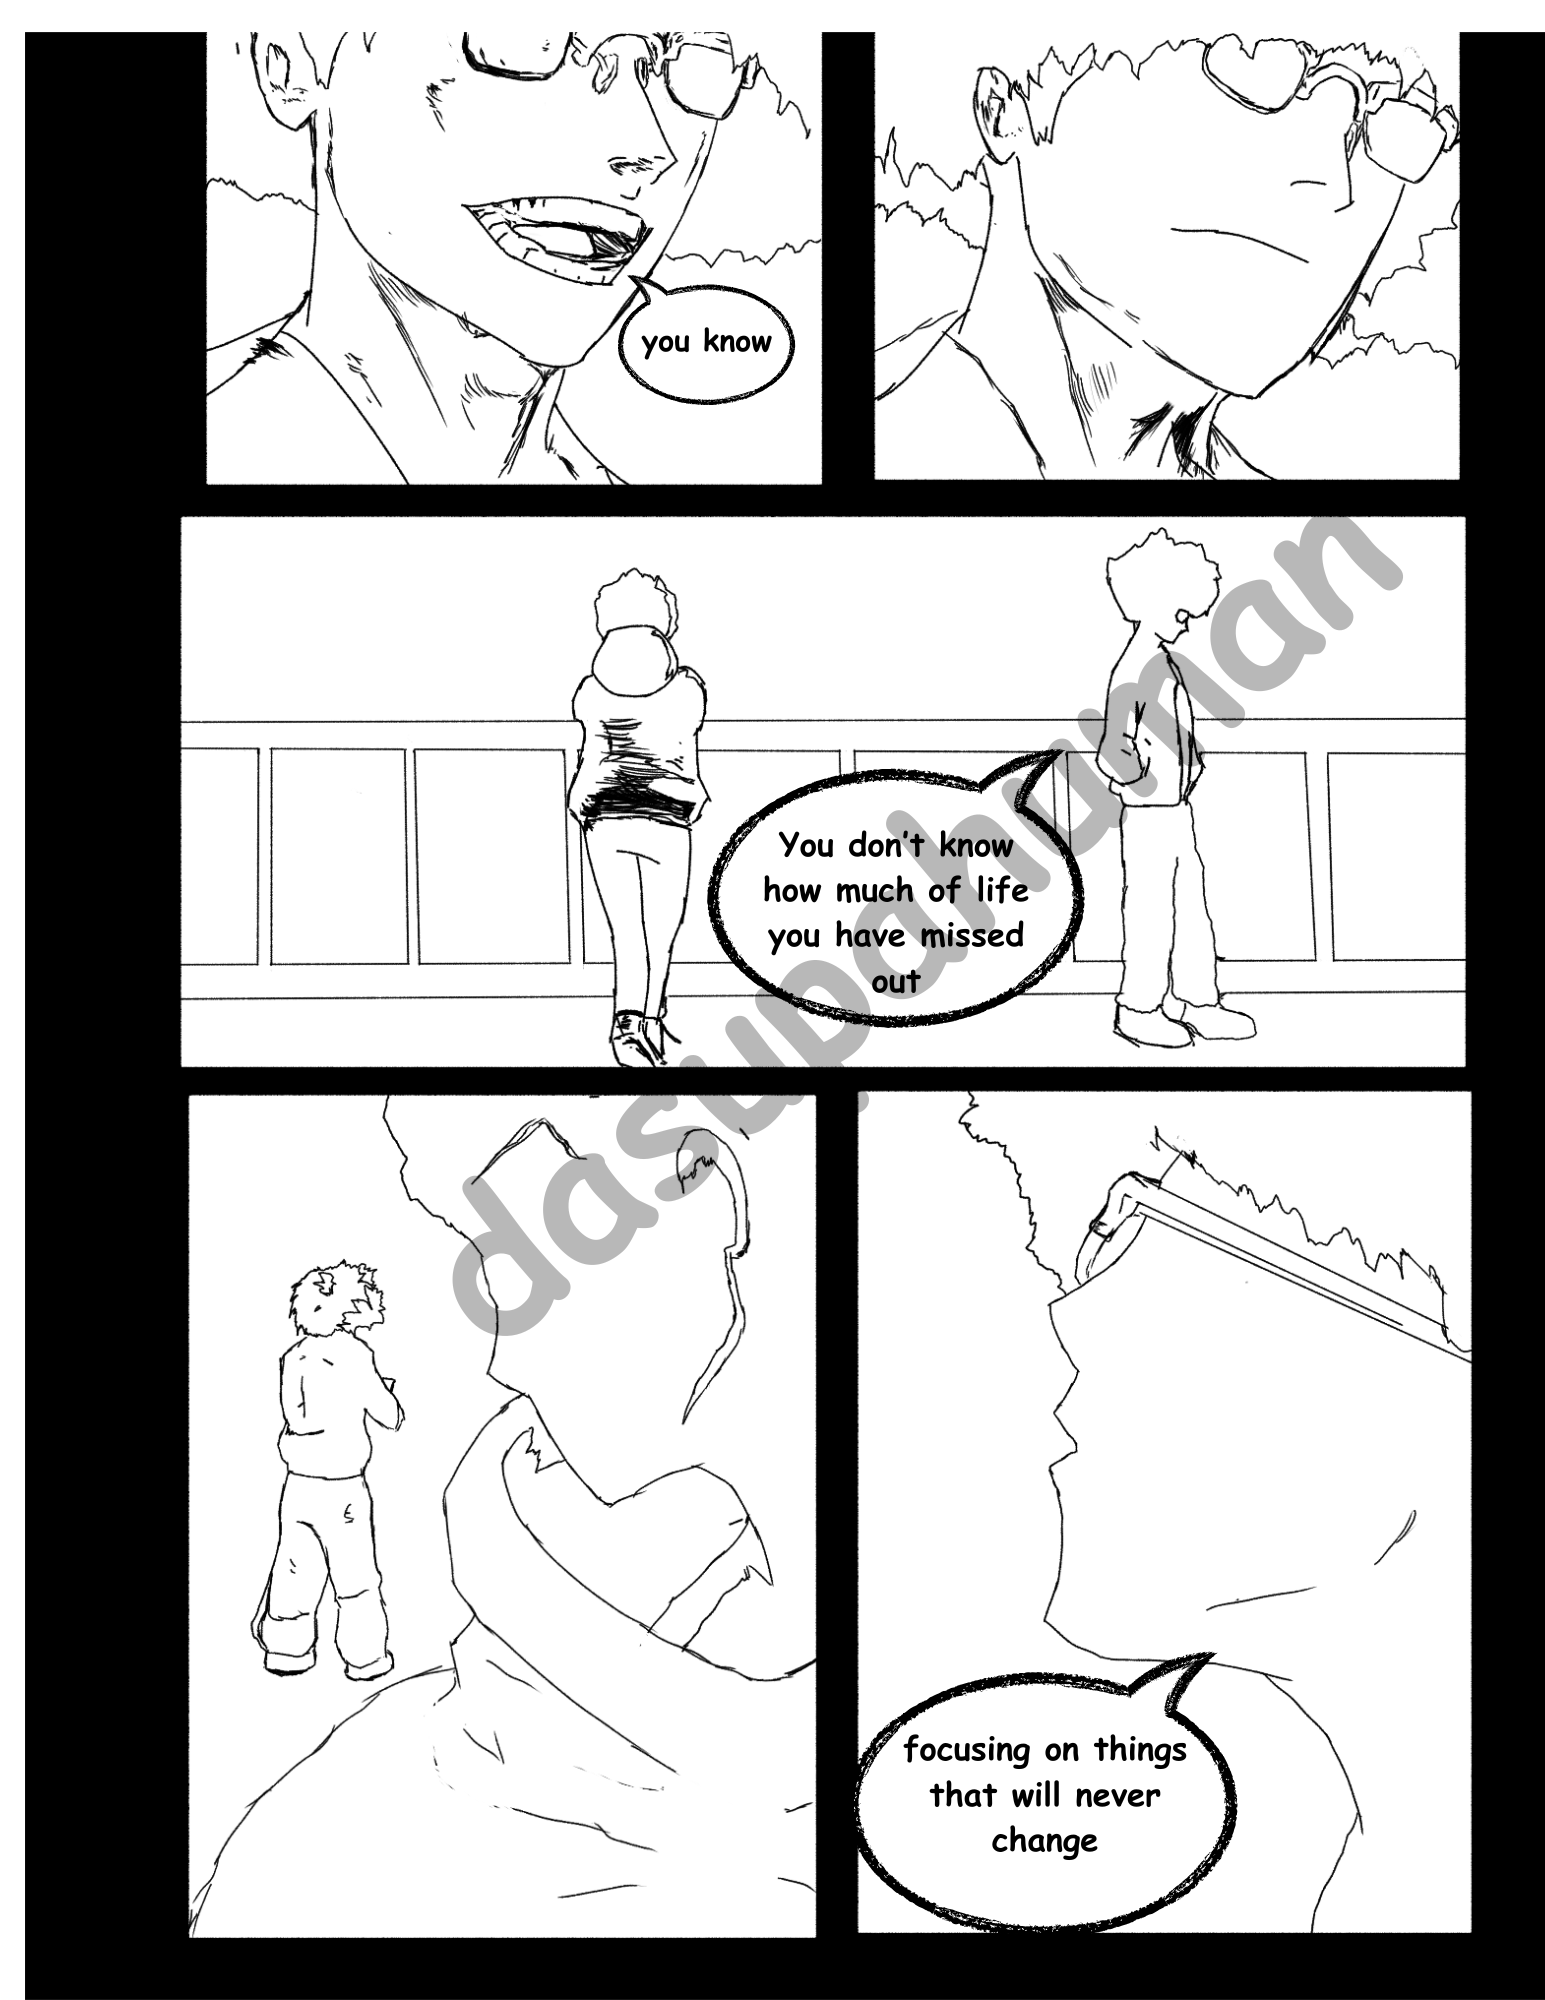 you know
You don't know
how much of life
you have missed
out
dasupahuman
focusing on things
that will never
change